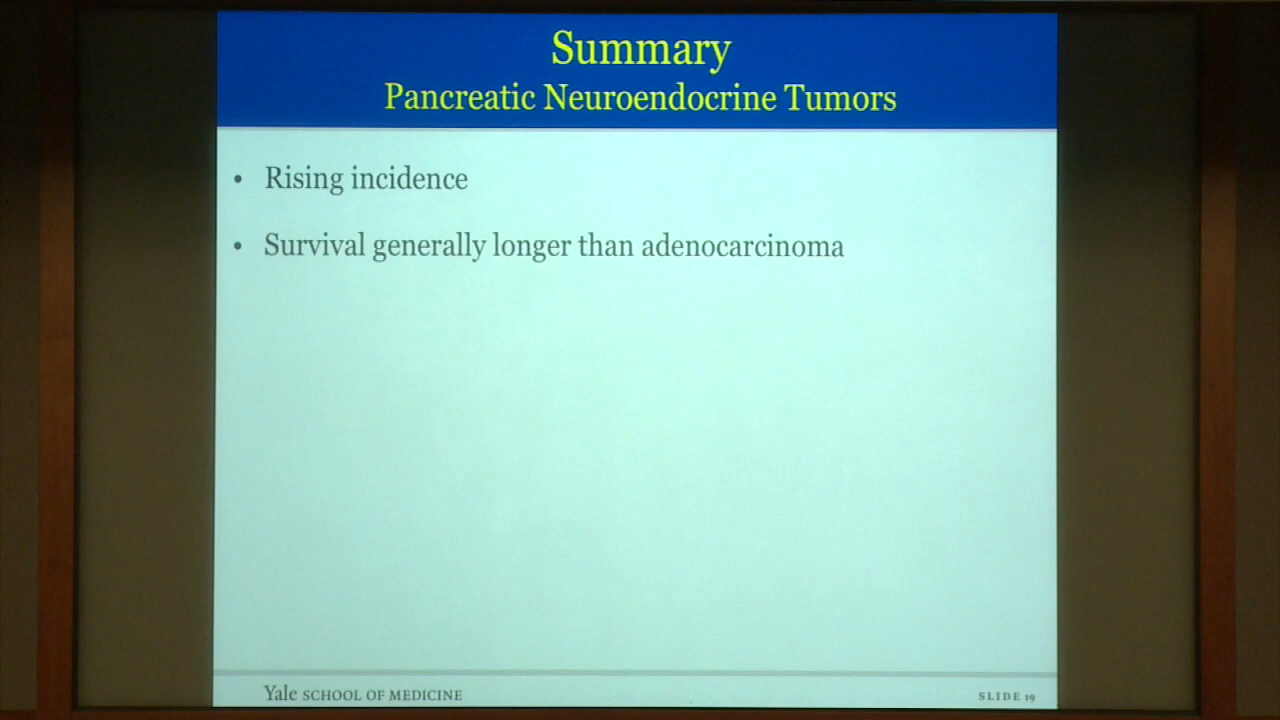 Summary
Pancreatic Neuroendocrine Tumors
• Rising incidence
• Survival generally longer than adenocarcinoma
Yale SCHOOL OF MEDICINE
SLIDE 19